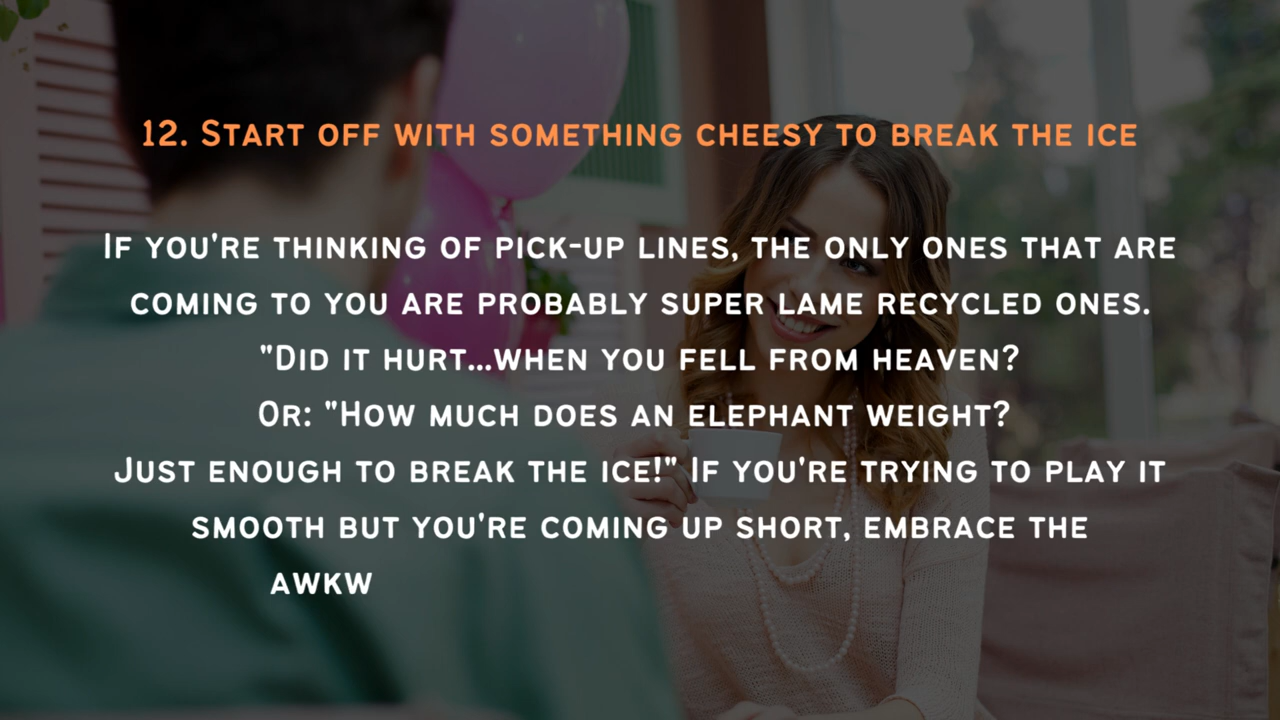 12. Start off with something cheesy to break the ice
If you're thinking of pick-up lines, the only ones that are
coming to you are probably super lame recycled ones.
"Did it hurt...when you fell from heaven?
Or: "How much does an elephant weight?
Just enough to break the ice!" If you're trying to play it
smooth but you're coming up short, embrace the
awkw